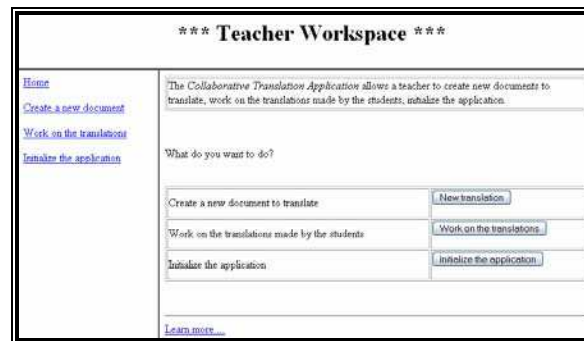 *** Teacher Workspace ***
Home
Create a new document
Work on the translations
Initialize the application
The Collaborative Translation Application allows a teacher to create new documents to
translate, work on the translations made by the students, initialize the application.
What do you want to do?
Create a new document to translate
New translation
Work on the translations made by the students
Work on the translations
Initialize the application
Initialize the application
Learn more....